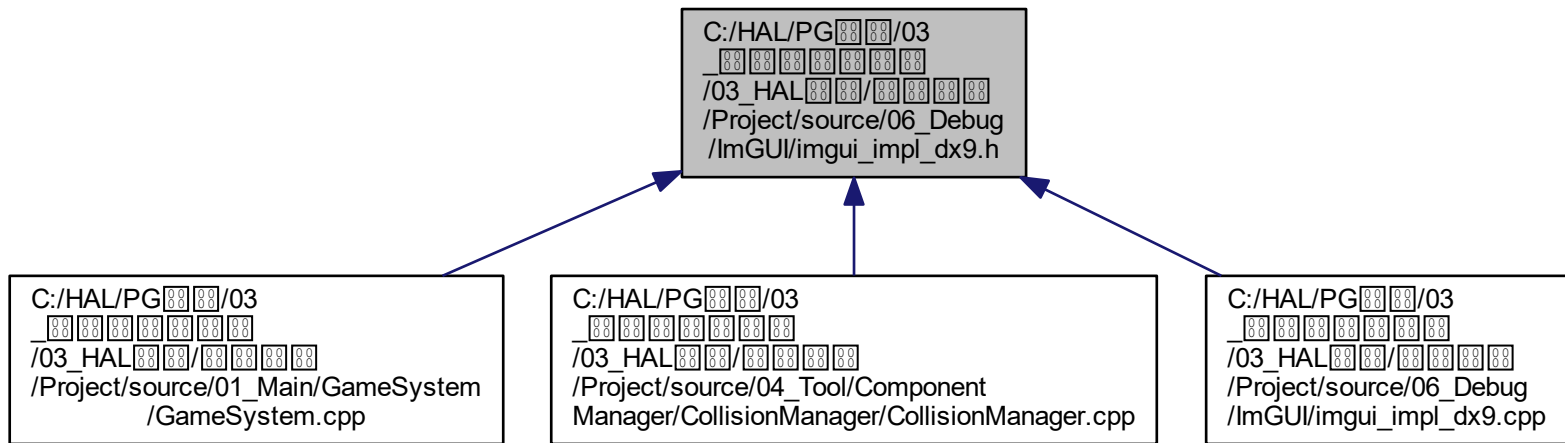 C:/HAL/PG/03
_
/03_HAL/
/Project/source/06_Debug
/ImGUI/imgui_impl_dx9.h
C:/HAL/PG/03
_
/03_HAL/
/Project/source/01_Main/GameSystem
/GameSystem.cpp
C:/HAL/PG/03
_
/03_HAL/
/Project/source/04_Tool/Component
Manager/CollisionManager/CollisionManager.cpp
C:/HAL/PG/03
_
/03_HAL/
/Project/source/06_Debug
/ImGUI/imgui_impl_dx9.cpp